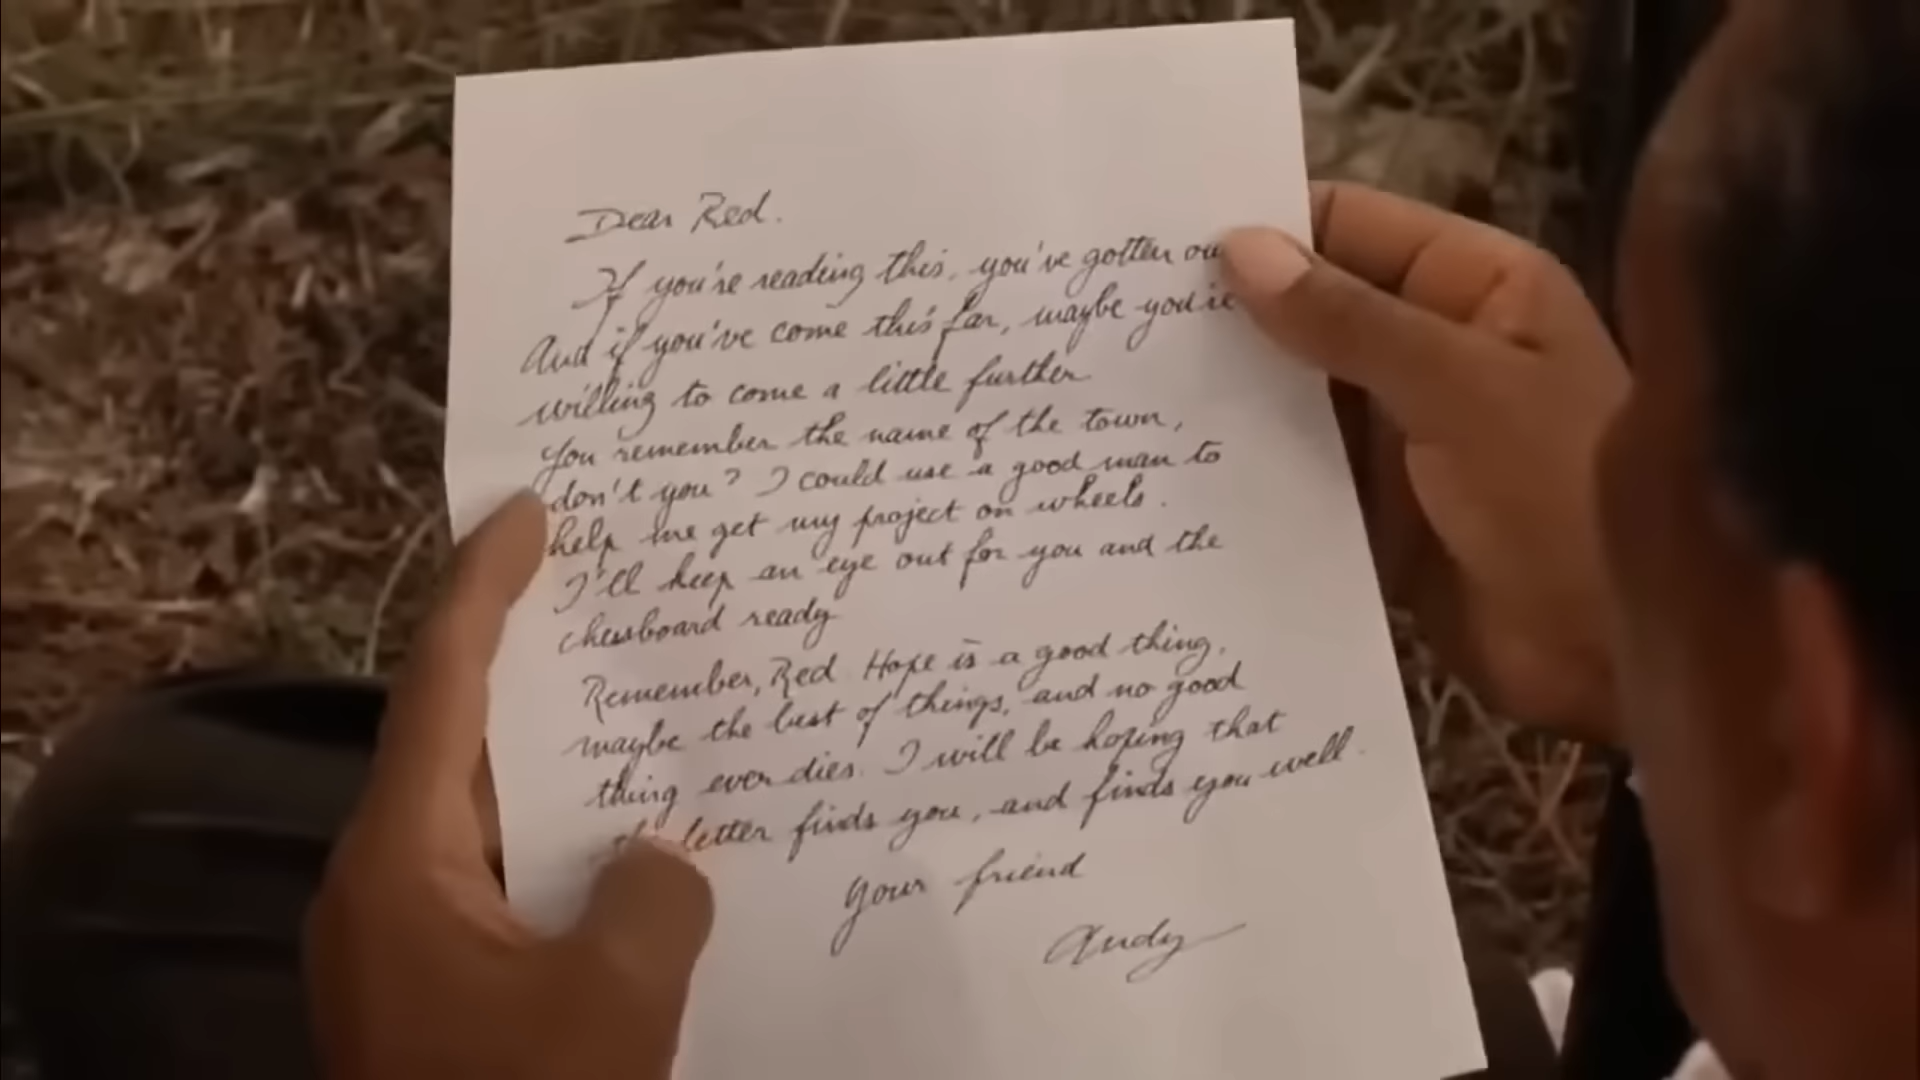 Dear Red.
If you're reading this, you've gotten ou
And if you've come this far, maybe you're
willing to come a little further
You remember the name of the town,
don't you? I could use a good man to
help me get my project on wheels.
I'll keep an eye out for you and the
chessboard ready
Remember, Red. Hope is a good thing,
maybe the best of things, and no good
thing ever dies. I will be hoping that
letter finds you, and finds you well.
Your friend
Andy